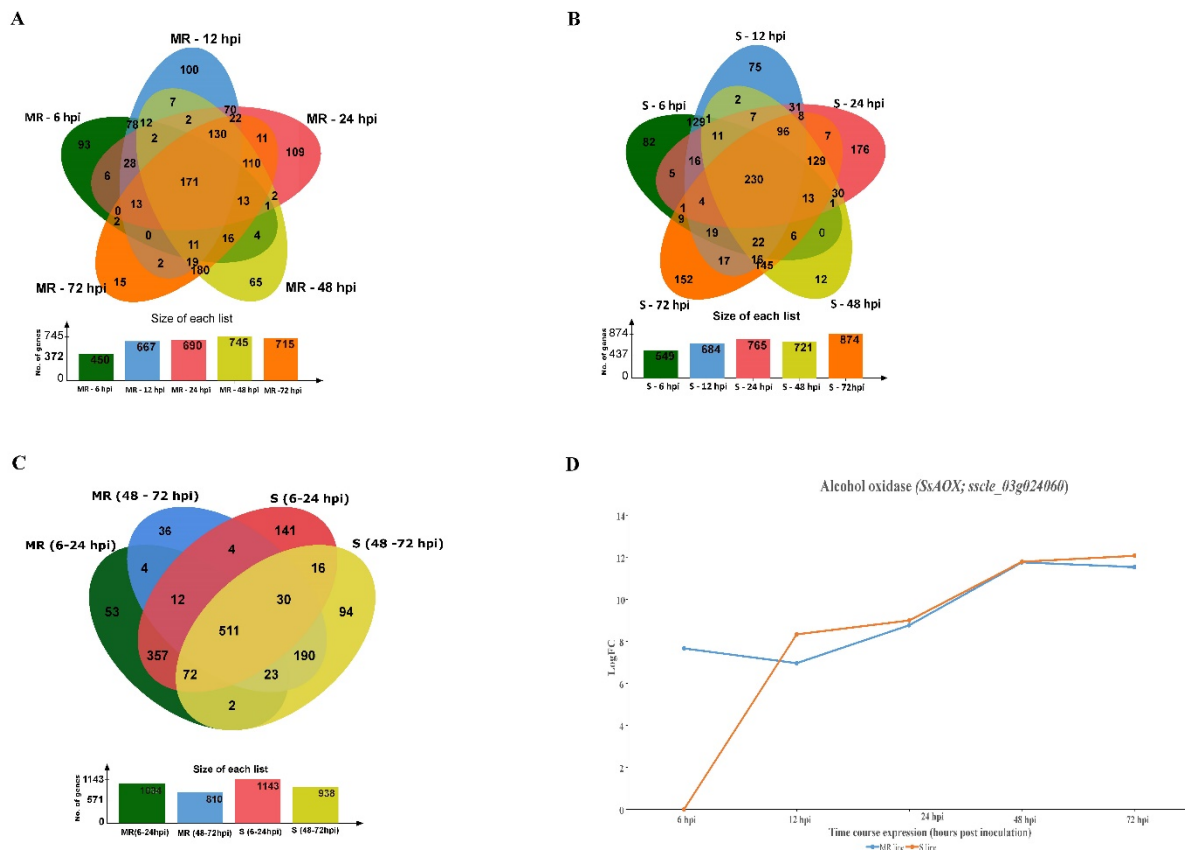 A
MR - 12 hpi
100
MR - 6 hpi
MR - 24 hpi
7
70
22
78
12
2
130
11
93
2
109
28
110
6
171
13
13
2
1
0
2
0
11
16
4
2
19
180
15
65
MR - 72 hpi
MR - 48 hpi
Size of each list
No. of genes
745
372
0
450
667
690
745
715
MR - 6 hpi
MR - 12 hpi
MR - 24 hpi
MR - 48 hpi
MR -72 hpi
B
S - 12 hpi
75
S - 6 hpi
S - 24 hpi
2
31
8
129
1
7
96
7
82
11
176
16
129
5
230
30
4
13
1
1
9
19
22
6
0
17
16
145
152
12
S - 72 hpi
S - 48 hpi
Size of each list
No. of genes
874
437
0
549
684
765
721
874
S - 6 hpi
S - 12 hpi
S - 24 hpi
S - 48 hpi
S - 72hpi
C
MR (48 - 72 hpi)
S (6-24 hpi)
MR (6-24 hpi)
S (48 -72 hpi)
36
141
4
4
16
53
12
30
94
511
357
72
23
190
2
Size of each list
No. of genes
1143
571
0
810
1143
938
MR(6-24hpi)
MR (48-72hpi)
S (6-24hpi)
S (48-72hpi)
D
Alcohol oxidase (SsAOX; sscle_03g024060)
LogFC
14
12
10
8
6
4
2
0
6 hpi
12 hpi
24 hpi
48 hpi
72 hpi
Time course expression (hours post inoculation)
MR line
S line